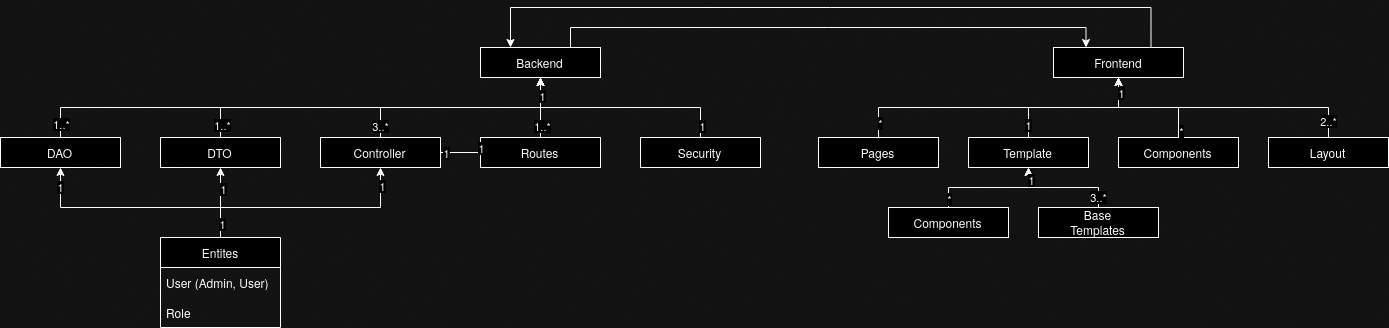 Backend
Frontend
1
1
1..*
1..*
3..*
1..*
1
*
1
*
2..*
DAO
DTO
Controller
1
1
Routes
Security
Pages
Template
Components
Layout
1
1
1
1
*
3..*
1
Components
Base
Templates
Entites
User (Admin, User)
Role